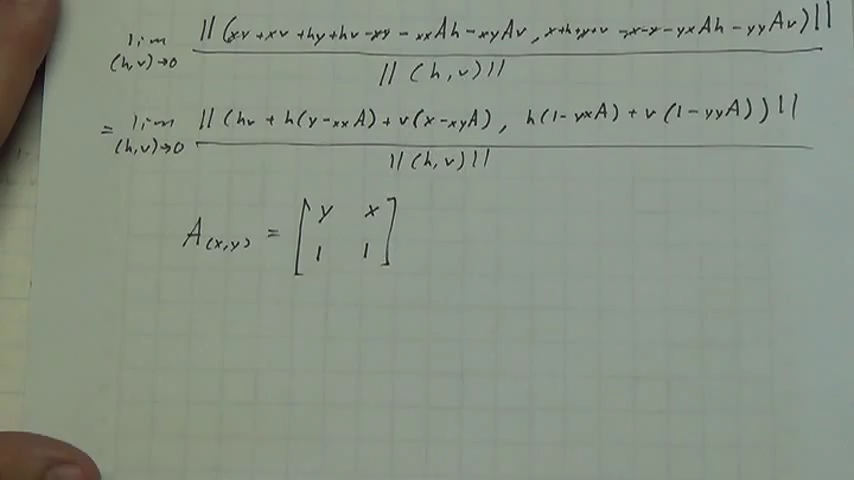 lim (h,v)→0 ||(xv + xv + hy + hv - xy - xxAh - xyAv, x+h+y+v -x-y - yxAh - yyAv)|| / ||(h,v)||
= lim (h,v)→0 ||(hv + h(y - xxA) + v(x - xyA), h(1 - yxA) + v(1 - yyA))|| / ||(h,v)||
A(x,y) = [y x
1 1]